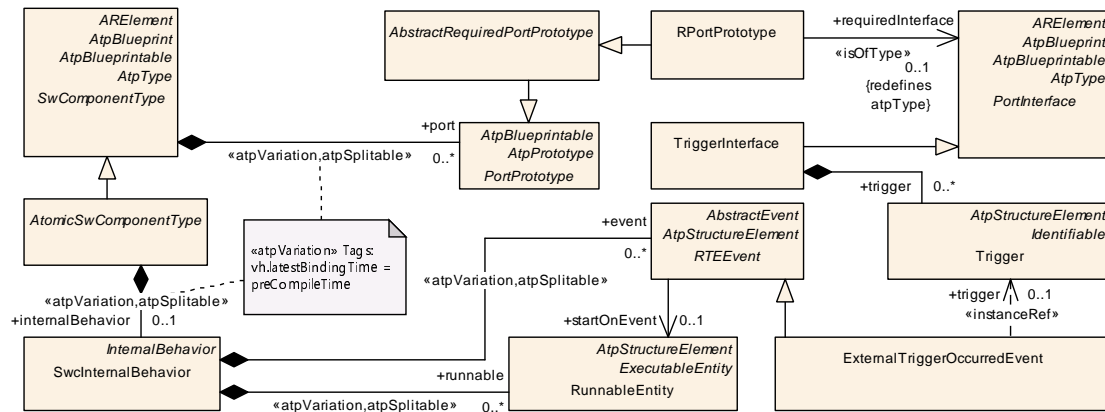 ARElement
AtpBlueprint
AtpBlueprintable
AtpType
SwComponentType
AbstractRequiredPortPrototype
RPortPrototype
+requiredInterface
«isOfType»
0..1
{redefines
atpType}
ARElement
AtpBlueprint
AtpBlueprintable
AtpType
PortInterface
+port
«atpVariation,atpSplitable»
0..*
AtpBlueprintable
AtpPrototype
PortPrototype
TriggerInterface
+trigger
0..*
AtomicSwComponentType
«atpVariation» Tags:
vh.latestBindingTime =
preCompileTime
+event
0..*
«atpVariation,atpSplitable»
AbstractEvent
AtpStructureElement
RTEEvent
AtpStructureElement
Identifiable
Trigger
«atpVariation,atpSplitable»
+internalBehavior
0..1
+startOnEvent
0..1
+trigger
0..1
«instanceRef»
InternalBehavior
SwcInternalBehavior
+runnable
«atpVariation,atpSplitable»
0..*
AtpStructureElement
ExecutableEntity
RunnableEntity
ExternalTriggerOccurredEvent